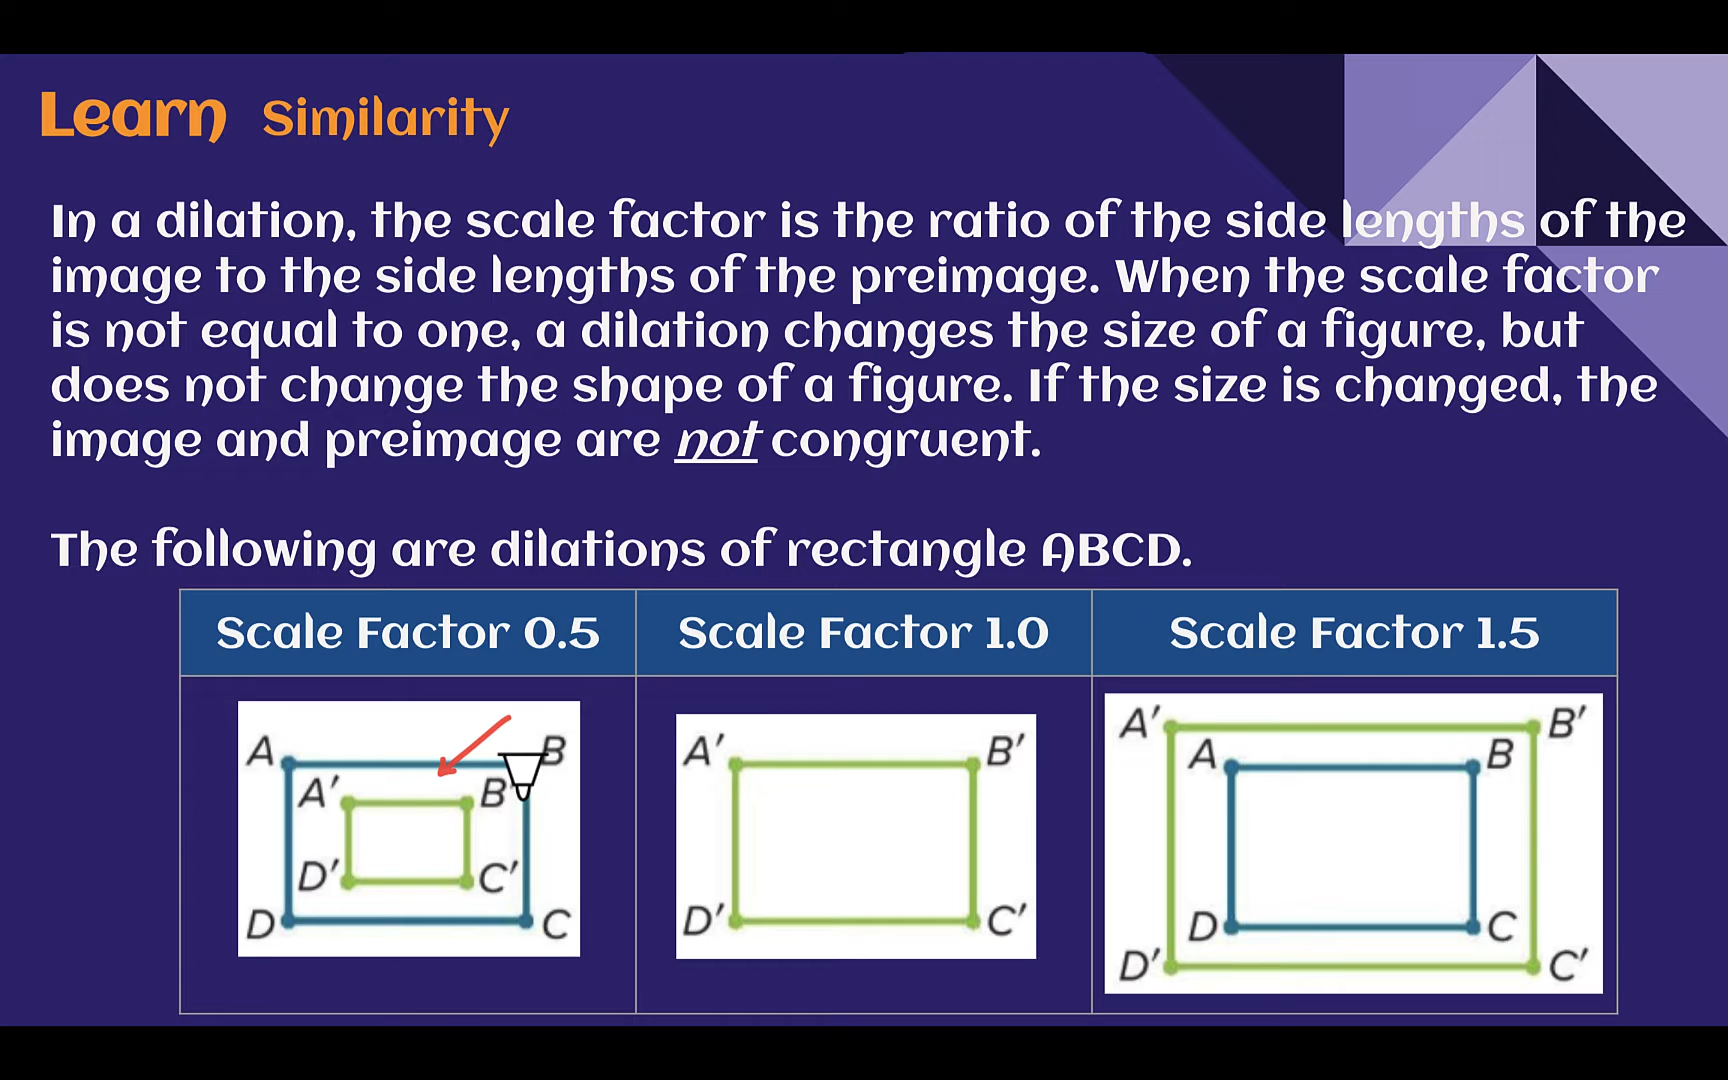 Learn Similarity
In a dilation, the scale factor is the ratio of the side lengths of the
image to the side lengths of the preimage. When the scale factor
is not equal to one, a dilation changes the size of a figure, but
does not change the shape of a figure. If the size is changed, the
image and preimage are not congruent.
The following are dilations of rectangle ABCD.
Scale Factor 0.5
Scale Factor 1.0
Scale Factor 1.5
A B
A′ B′
D′ C′
D C
A′ B′
D′ C′
A′ B′
A B
D C
D′ C′